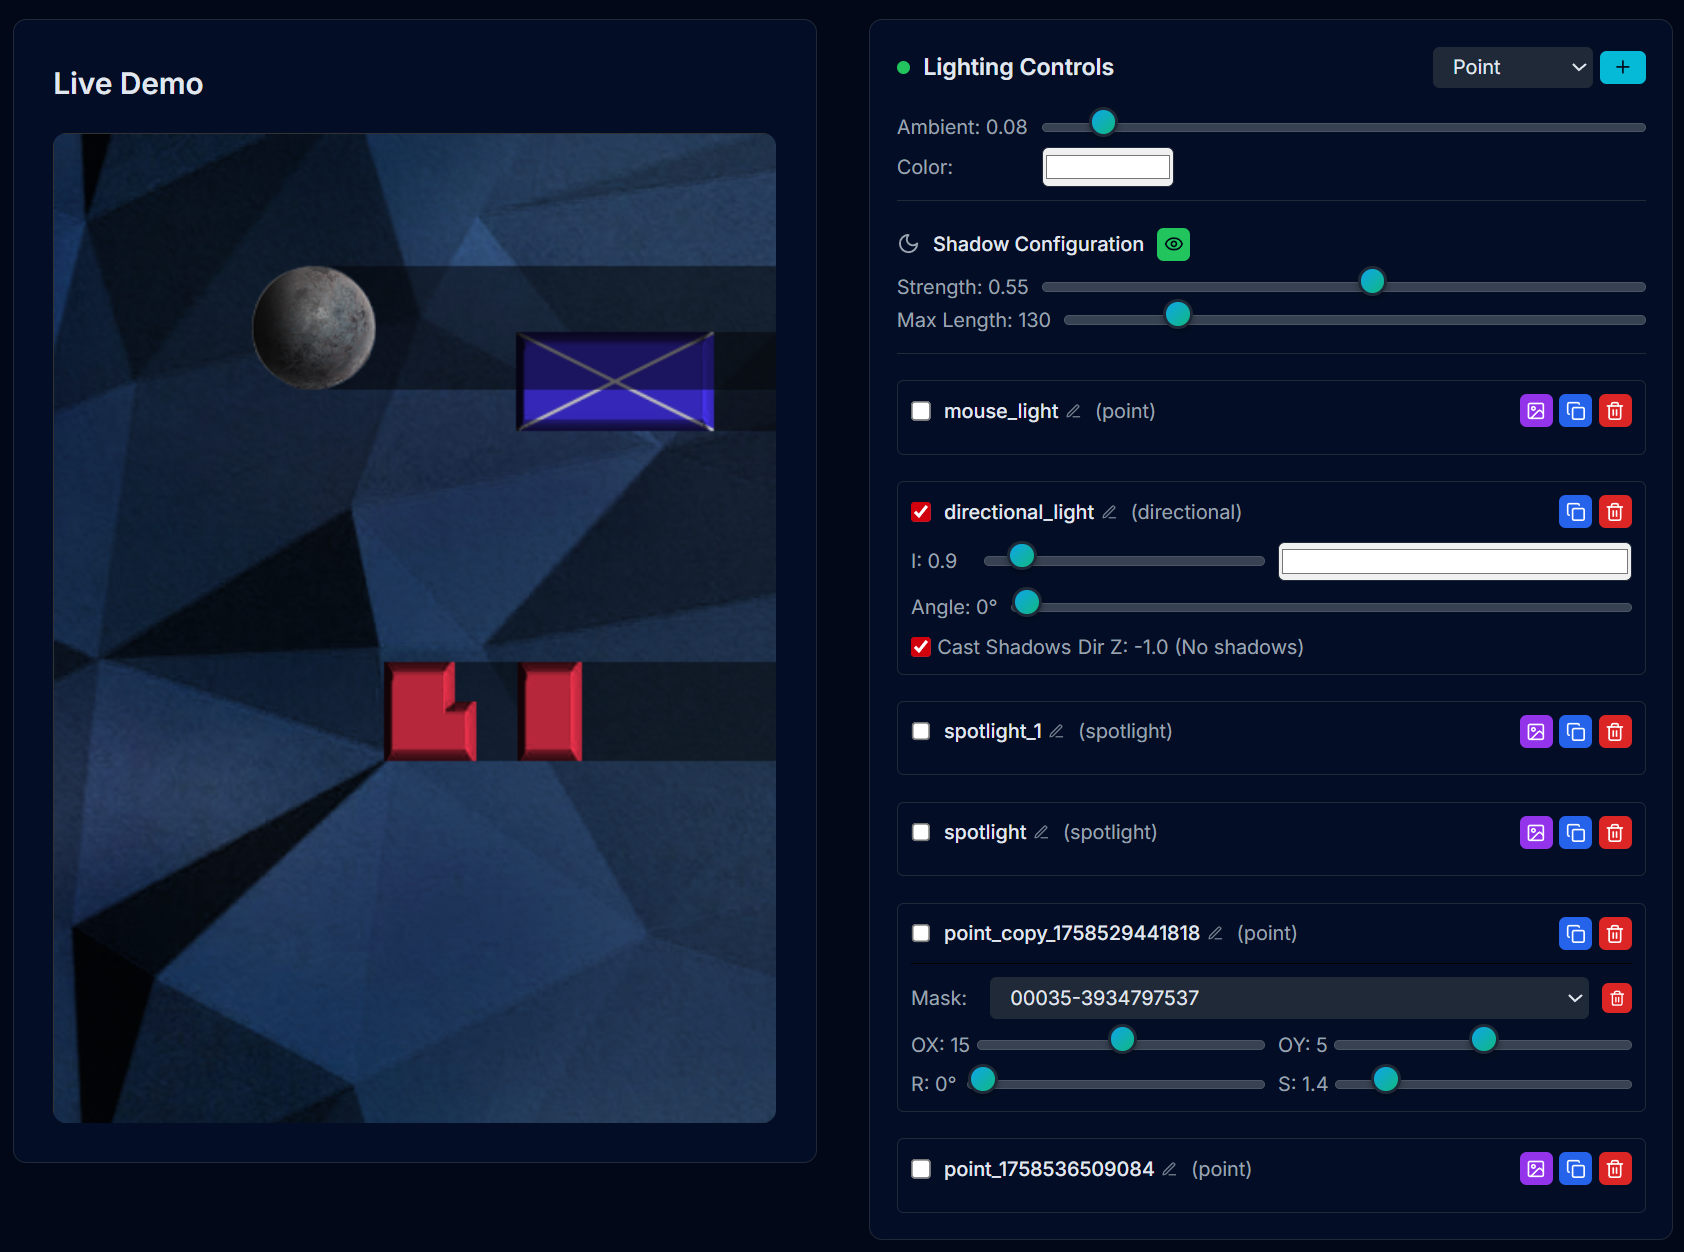 Live Demo
Lighting Controls
Point
Ambient: 0.08
Color:
Shadow Configuration
Strength: 0.55
Max Length: 130
mouse_light (point)
directional_light (directional)
I: 0.9
Angle: 0°
Cast Shadows Dir Z: -1.0 (No shadows)
spotlight_1 (spotlight)
spotlight (spotlight)
point_copy_1758529441818 (point)
Mask: 00035-3934797537
OX: 15 OY: 5
R: 0° S: 1.4
point_1758536509084 (point)